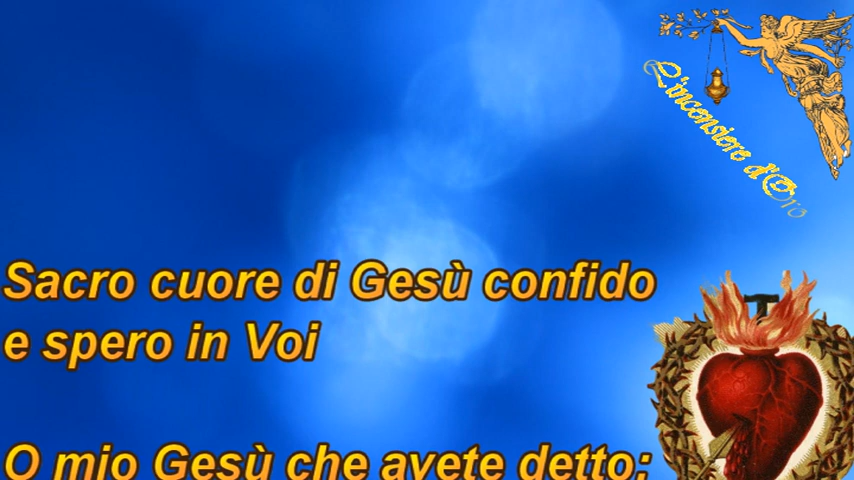 L'incensiere d'Oro
Sacro cuore di Gesù confido
e spero in Voi
O mio Gesù che avete detto: